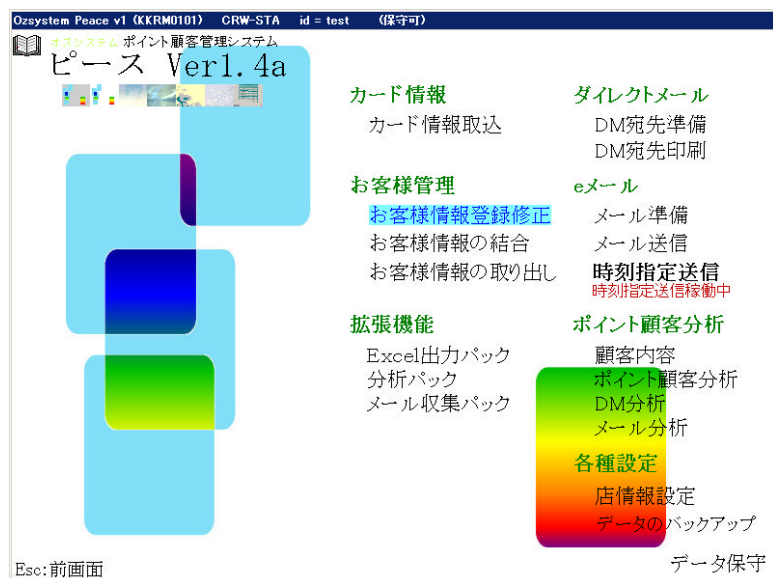 Ozsystem Peace v1 (KKRM0101) CRW-STA id = test (保守可)
オズシステム ポイント顧客管理システム
ピース Ver1.4a
カード情報
カード情報取込
お客様管理
お客様情報登録修正
お客様情報の結合
お客様情報の取り出し
拡張機能
Excel出力パック
分析パック
メール収集パック
ダイレクトメール
DM宛先準備
DM宛先印刷
eメール
メール準備
メール送信
時刻指定送信
時刻指定送信稼働中
ポイント顧客分析
顧客内容
ポイント顧客分析
DM分析
メール分析
各種設定
店情報設定
データのバックアップ
データ保守
Esc:前画面